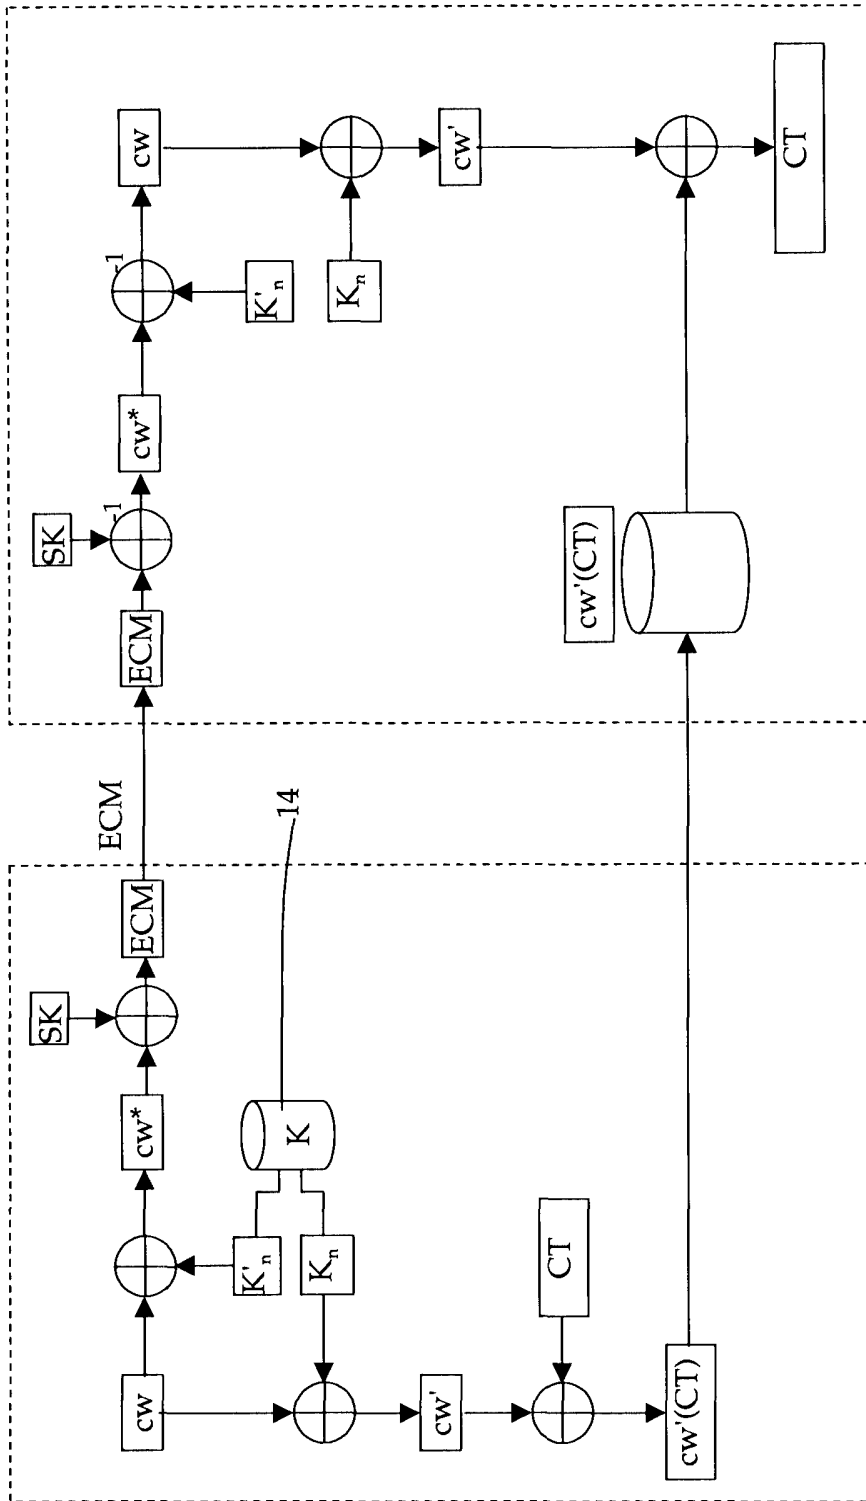 SK
SK
ECM
cw
cw*
ECM
ECM
cw*
-1
-1
cw
K'n
K
14
K'n
Kn
Kn
cw'
CT
cw'
cw'(CT)
cw'(CT)
CT